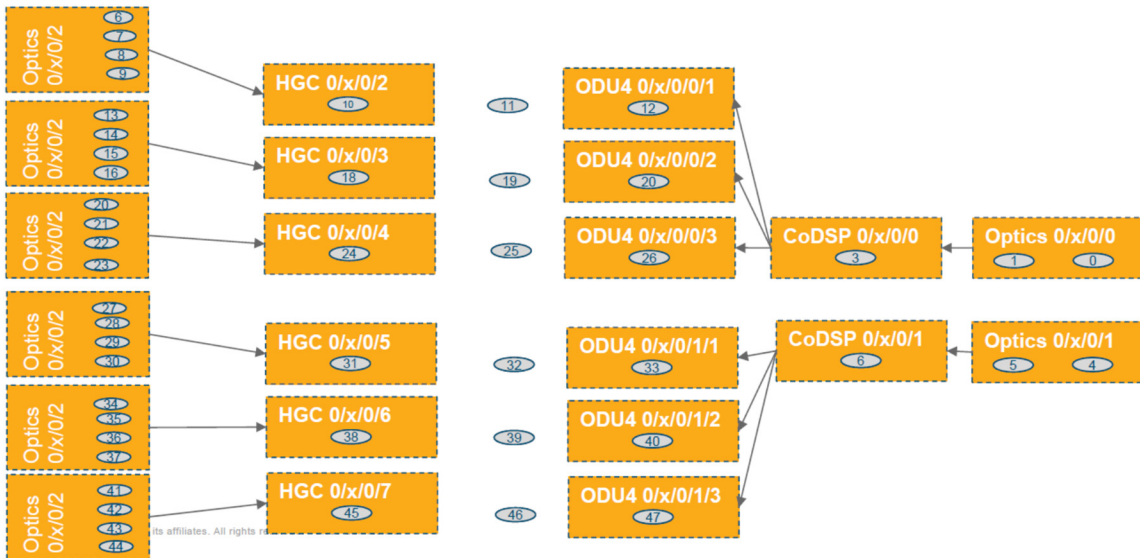 Optics
0/x/0/2
6
7
8
9
HGC 0/x/0/2
10
11
ODU4 0/x/0/0/1
12
Optics
0/x/0/2
13
14
15
16
HGC 0/x/0/3
18
19
ODU4 0/x/0/0/2
20
Optics
0/x/0/2
20
21
22
23
HGC 0/x/0/4
24
25
ODU4 0/x/0/0/3
26
CoDSP 0/x/0/0
3
Optics 0/x/0/0
1 0
Optics
0/x/0/2
27
28
29
30
HGC 0/x/0/5
31
32
ODU4 0/x/0/1/1
33
CoDSP 0/x/0/1
6
Optics 0/x/0/1
5 4
Optics
0/x/0/2
34
35
36
37
HGC 0/x/0/6
38
39
ODU4 0/x/0/1/2
40
Optics
0/x/0/2
41
42
43
44
HGC 0/x/0/7
45
46
ODU4 0/x/0/1/3
47
its affiliates. All rights